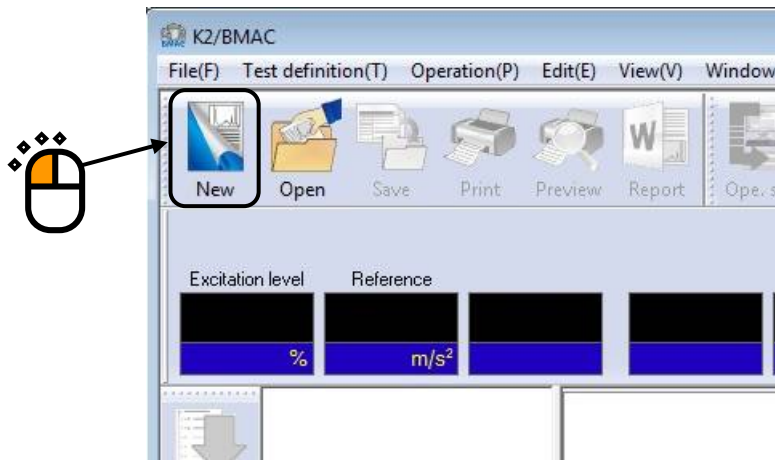 BMAC K2/BMAC
File(F) Test definition(T) Operation(P) Edit(E) View(V) Window
W
New Open Save Print Preview Report Ope. s
Excitation level Reference
% m/s²